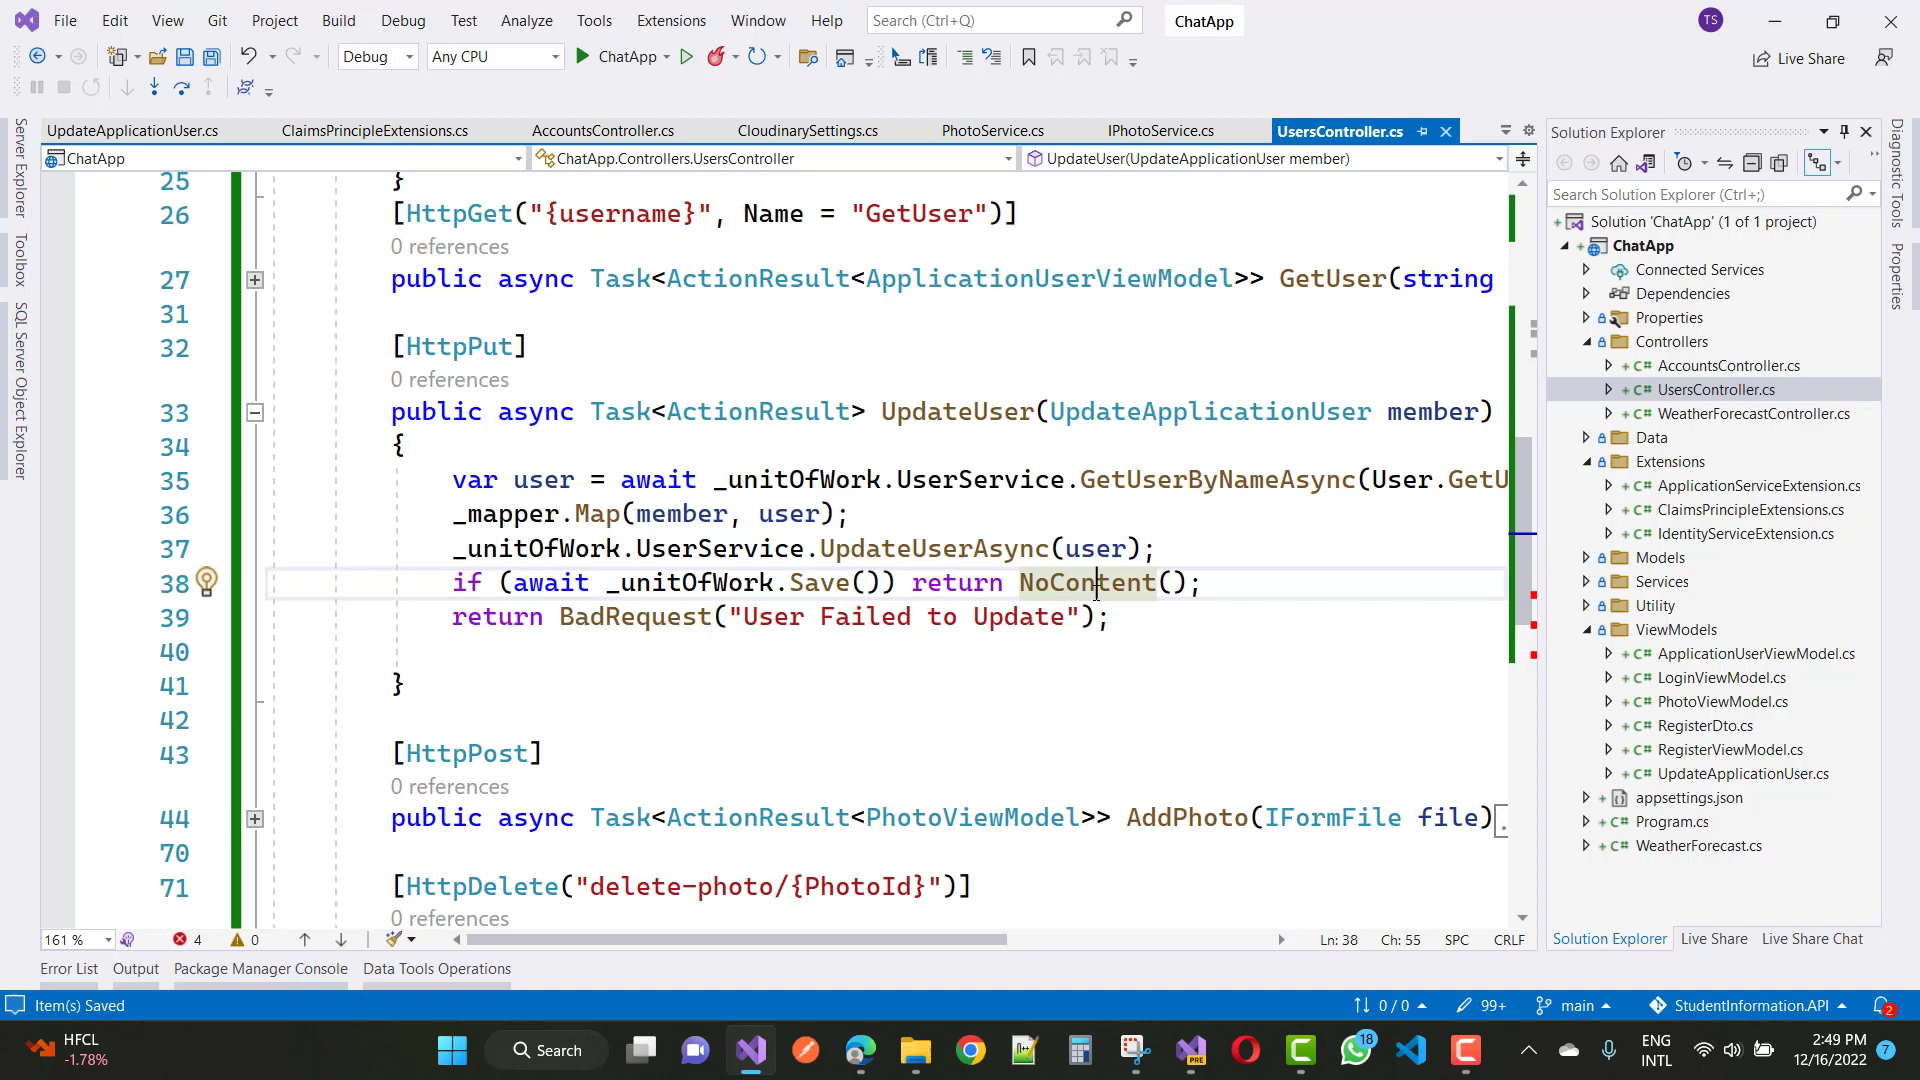 File Edit View Git Project Build Debug Test Analyze Tools Extensions Window Help Search (Ctrl+Q) ChatApp TS
Debug Any CPU ChatApp Live Share
UpdateApplicationUser.cs ClaimsPrincipleExtensions.cs AccountsController.cs CloudinarySettings.cs PhotoService.cs IPhotoService.cs UsersController.cs
ChatApp ChatApp.Controllers.UsersController UpdateUser(UpdateApplicationUser member)
Server Explorer
Toolbox
SQL Server Object Explorer
25 }
26 [HttpGet("{username}", Name = "GetUser")]
0 references
27 public async Task<ActionResult<ApplicationUserViewModel>> GetUser(string
31
32 [HttpPut]
0 references
33 public async Task<ActionResult> UpdateUser(UpdateApplicationUser member)
34 {
35 var user = await _unitOfWork.UserService.GetUserByNameAsync(User.GetU
36 _mapper.Map(member, user);
37 _unitOfWork.UserService.UpdateUserAsync(user);
38 if (await _unitOfWork.Save()) return NoContent();
39 return BadRequest("User Failed to Update");
40
41 }
42
43 [HttpPost]
0 references
44 public async Task<ActionResult<PhotoViewModel>> AddPhoto(IFormFile file)
70
71 [HttpDelete("delete-photo/{PhotoId}")]
0 references
161 % 4 0 Ln: 38 Ch: 55 SPC CRLF
Solution Explorer
Search Solution Explorer (Ctrl+;)
Solution 'ChatApp' (1 of 1 project)
ChatApp
Connected Services
Dependencies
Properties
Controllers
C# AccountsController.cs
C# UsersController.cs
C# WeatherForecastController.cs
Data
Extensions
C# ApplicationServiceExtension.cs
C# ClaimsPrincipleExtensions.cs
C# IdentityServiceExtension.cs
Models
Services
Utility
ViewModels
C# ApplicationUserViewModel.cs
C# LoginViewModel.cs
C# PhotoViewModel.cs
C# RegisterDto.cs
C# RegisterViewModel.cs
C# UpdateApplicationUser.cs
appsettings.json
C# Program.cs
C# WeatherForecast.cs
Solution Explorer Live Share Live Share Chat
Diagnostic Tools
Properties
Error List Output Package Manager Console Data Tools Operations
Item(s) Saved 0 / 0 99+ main StudentInformation.API 2
HFCL
-1.78%
Search PRE 18
ENG
INTL
2:49 PM
12/16/2022
7